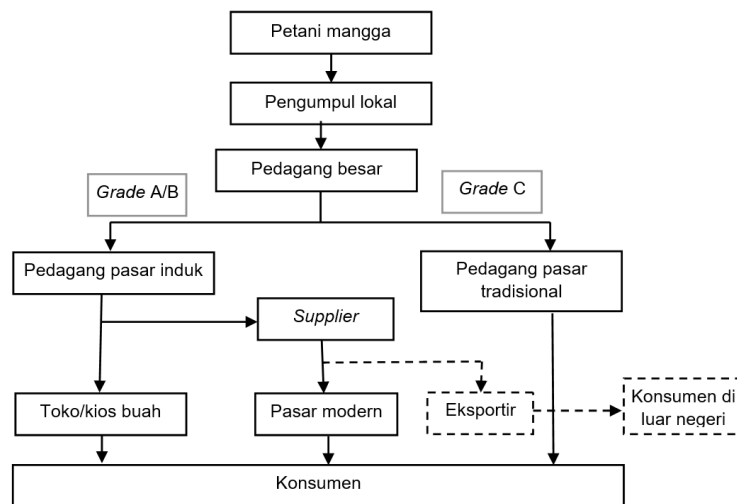 Petani mangga
Pengumpul lokal
Pedagang besar
Grade A/B
Grade C
Pedagang pasar induk
Pedagang pasar
tradisional
Supplier
Toko/kios buah
Pasar modern
Eksportir
Konsumen di
luar negeri
Konsumen